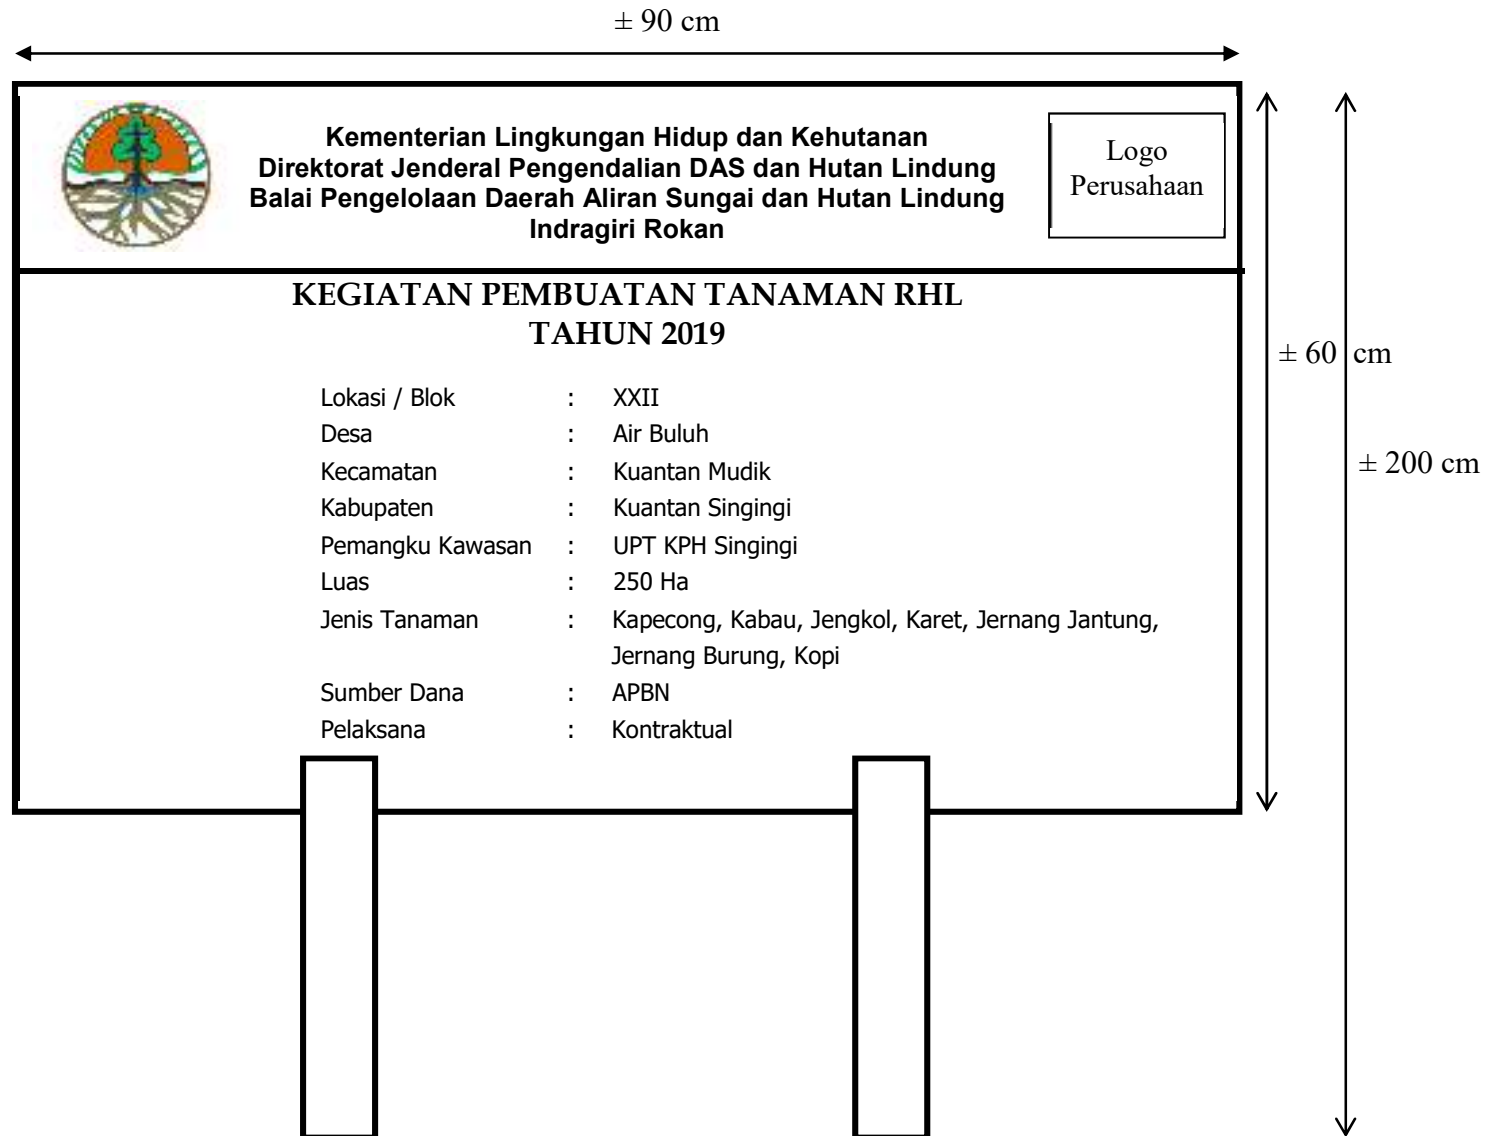 ± 90 cm
Kementerian Lingkungan Hidup dan Kehutanan
Direktorat Jenderal Pengendalian DAS dan Hutan Lindung
Balai Pengelolaan Daerah Aliran Sungai dan Hutan Lindung
Indragiri Rokan
Logo
Perusahaan
KEGIATAN PEMBUATAN TANAMAN RHL
TAHUN 2019
± 60 cm
± 200 cm
Lokasi / Blok : XXII
Desa : Air Buluh
Kecamatan : Kuantan Mudik
Kabupaten : Kuantan Singingi
Pemangku Kawasan : UPT KPH Singingi
Luas : 250 Ha
Jenis Tanaman : Kapecong, Kabau, Jengkol, Karet, Jernang Jantung,
Jernang Burung, Kopi
Sumber Dana : APBN
Pelaksana : Kontraktual